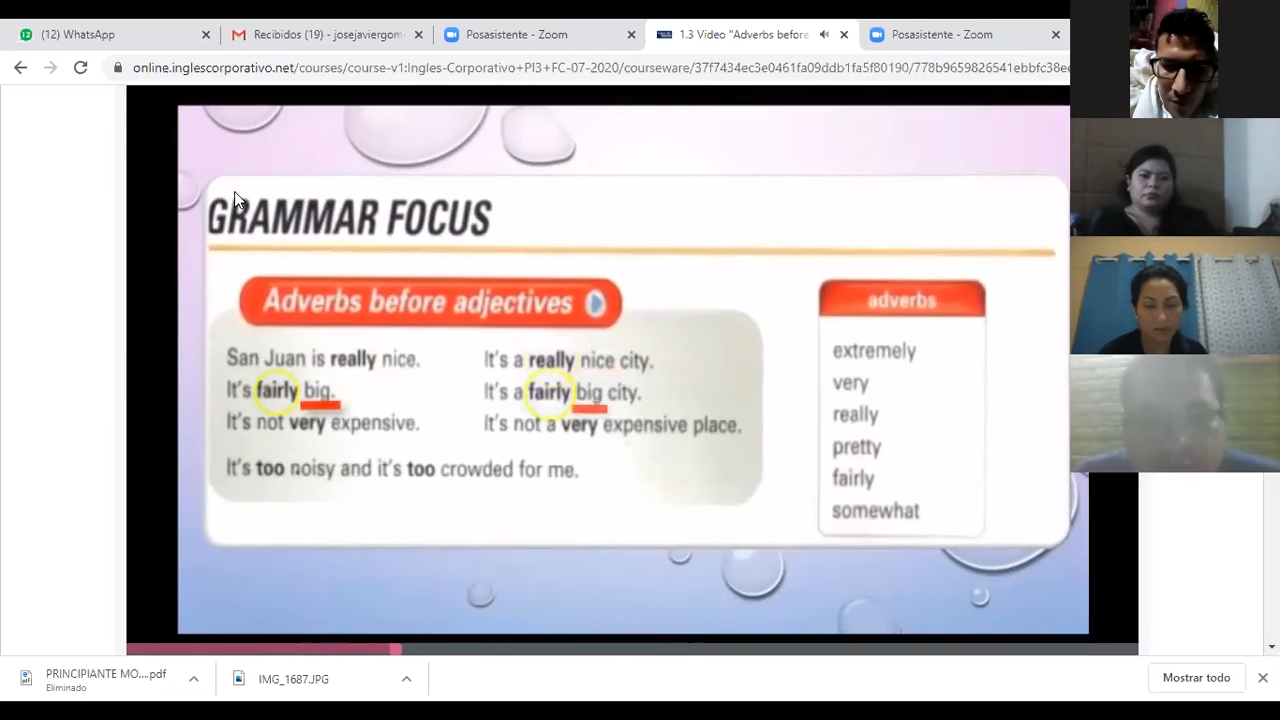 (12) WhatsApp
Recibidos (19) - josejaviergom
Posasistente - Zoom
1.3 Video "Adverbs before
Posasistente - Zoom
online.inglescorporativo.net/courses/course-v1:Ingles-Corporativo+PI3+FC-07-2020/courseware/37f7434ec3e0461fa09ddb1fa5f80190/778b9659826541ebbfc38ee
GRAMMAR FOCUS
Adverbs before adjectives
San Juan is really nice.
It's fairly big.
It's not very expensive.
It's a really nice city.
It's a fairly big city.
It's not a very expensive place.
It's too noisy and it's too crowded for me.
adverbs
extremely
very
really
pretty
fairly
somewhat
PRINCIPIANTE MO....pdf
Eliminado
IMG_1687.JPG
Mostrar todo